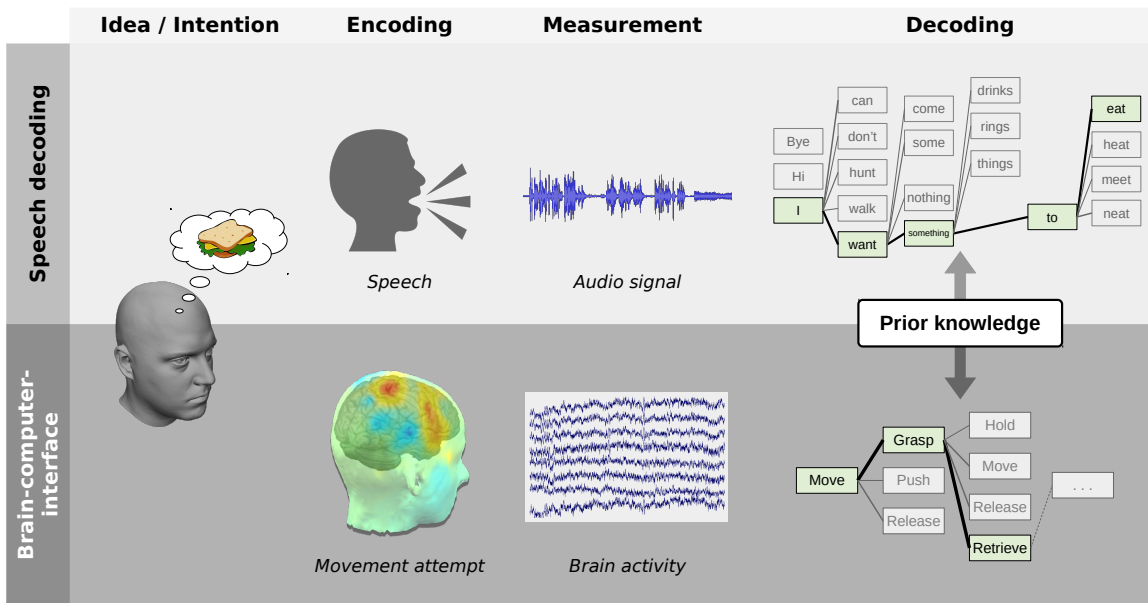 Idea / Intention
Encoding
Measurement
Decoding
Speech decoding
Speech
Audio signal
Bye
Hi
I
can
don't
hunt
walk
want
come
some
nothing
something
drinks
rings
things
to
eat
heat
meet
neat
Prior knowledge
Brain-computer-
interface
Movement attempt
Brain activity
Move
Grasp
Push
Release
Hold
Move
Release
Retrieve
. . .